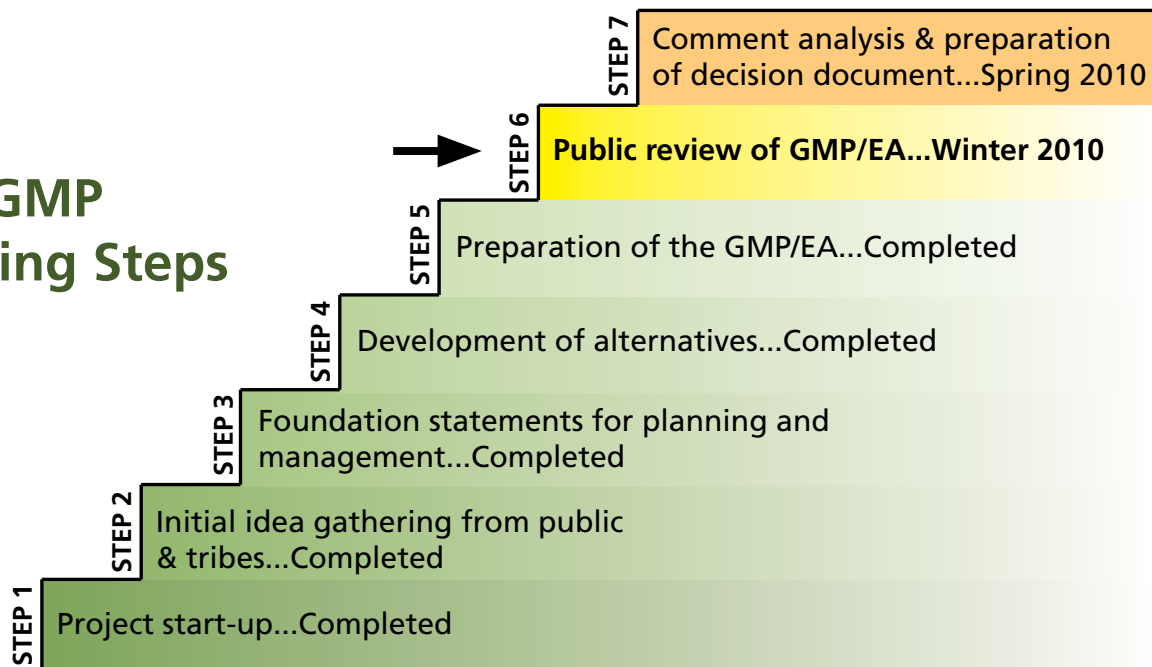 GMP
ing Steps
STEP 7
Comment analysis & preparation
of decision document...Spring 2010
STEP 6
Public review of GMP/EA...Winter 2010
STEP 5
Preparation of the GMP/EA...Completed
STEP 4
Development of alternatives...Completed
STEP 3
Foundation statements for planning and
management...Completed
STEP 2
Initial idea gathering from public
& tribes...Completed
STEP 1
Project start-up...Completed